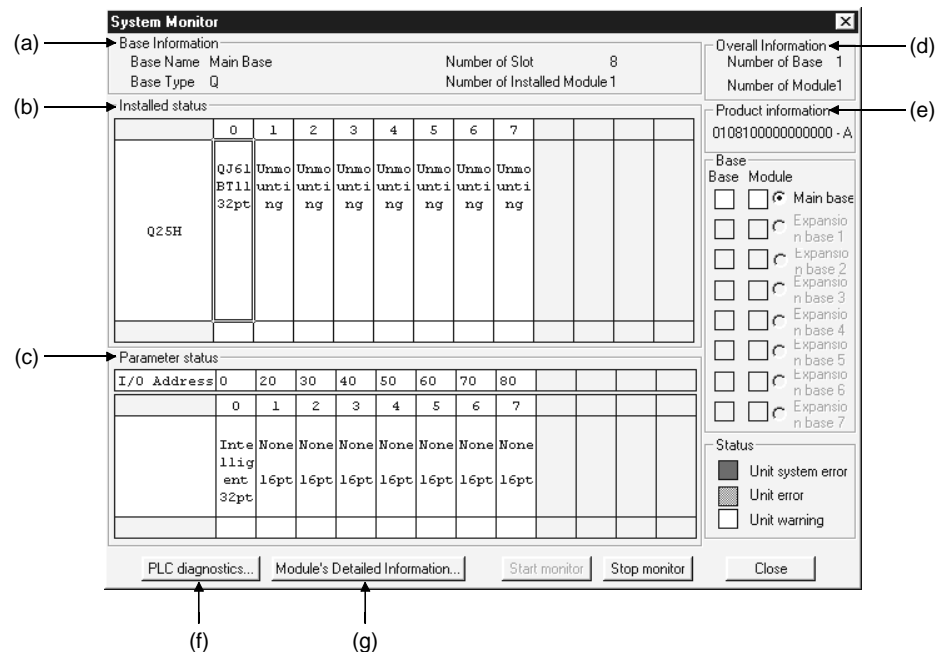 System Monitor
(a)
Base Information
Base Name Main Base Number of Slot 8
Base Type Q Number of Installed Module 1
Overall Information
(d)
Number of Base 1
Number of Module1
(b)
Installed status
0 1 2 3 4 5 6 7
Q25H
QJ61 Unmo Unmo Unmo Unmo Unmo Unmo Unmo
BT11 unti unti unti unti unti unti unti
32pt ng ng ng ng ng ng ng
Product information
(e)
0108100000000000 - A
Base
Base Module
Main base
Expansio
n base 1
Expansio
n base 2
Expansio
n base 3
Expansio
n base 4
Expansio
n base 5
Expansio
n base 6
Expansio
n base 7
(c)
Parameter status
I/O Address 0 20 30 40 50 60 70 80
0 1 2 3 4 5 6 7
Inte None None None None None None None
llig
ent 16pt 16pt 16pt 16pt 16pt 16pt 16pt
32pt
Status
Unit system error
Unit error
Unit warning
PLC diagnostics... Module's Detailed Information... Start monitor Stop monitor Close
(f) (g)